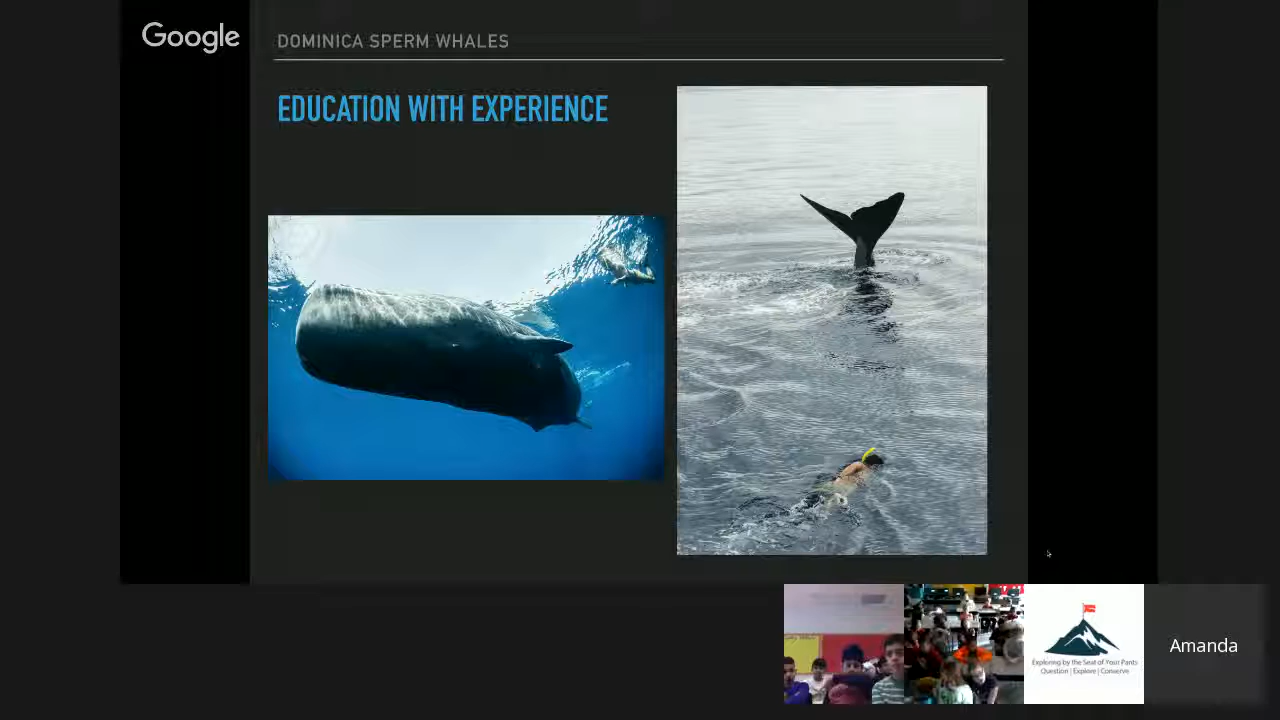 Google
DOMINICA SPERM WHALES
EDUCATION WITH EXPERIENCE
Exploring by the Seat of Your Pants
Question | Explore | Conserve
Amanda